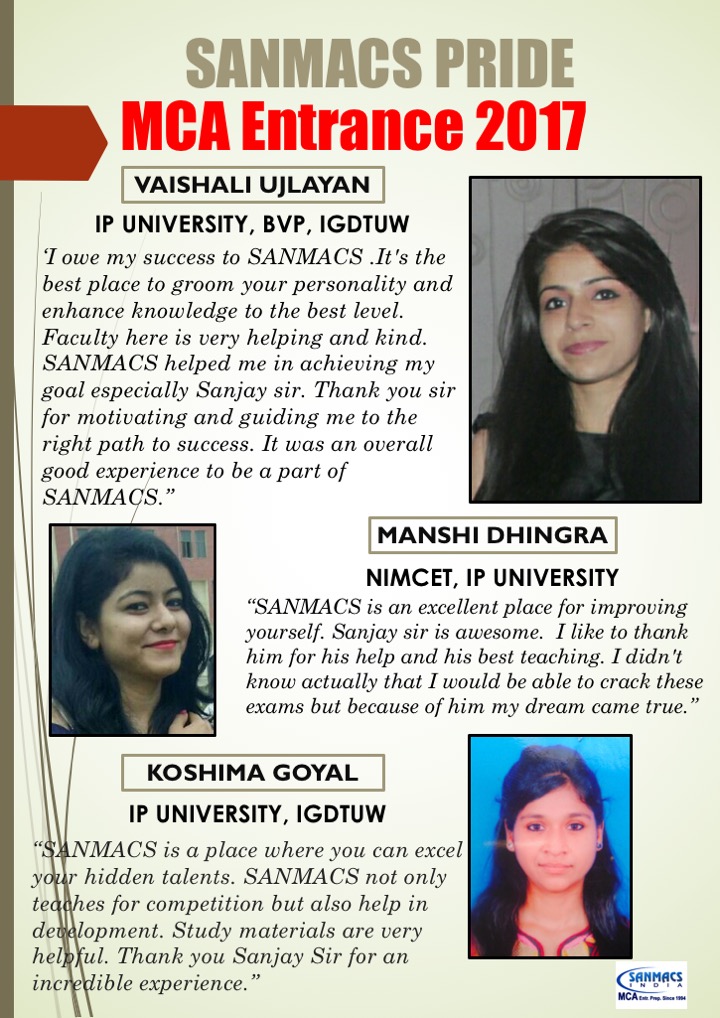 SANMACS PRIDE
MCA Entrance 2017
VAISHALI UJLAYAN
IP UNIVERSITY, BVP, IGDTUW
‘I owe my success to SANMACS .It's the
best place to groom your personality and
enhance knowledge to the best level.
Faculty here is very helping and kind.
SANMACS helped me in achieving my
goal especially Sanjay sir. Thank you sir
for motivating and guiding me to the
right path to success. It was an overall
good experience to be a part of
SANMACS.”
MANSHI DHINGRA
NIMCET, IP UNIVERSITY
“SANMACS is an excellent place for improving
yourself. Sanjay sir is awesome.  I like to thank
him for his help and his best teaching. I didn't
know actually that I would be able to crack these
exams but because of him my dream came true.”
KOSHIMA GOYAL
IP UNIVERSITY, IGDTUW
“SANMACS is a place where you can excel
your hidden talents. SANMACS not only
teaches for competition but also help in
development. Study materials are very
helpful. Thank you Sanjay Sir for an
incredible experience.”
SANMACS
INDIA
MCA Entr. Prep. Since 1994